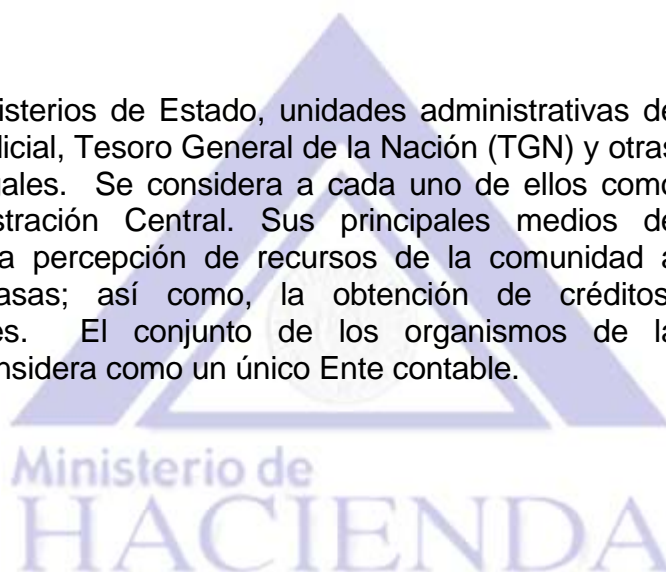 isterios de Estado, unidades administrativas de
dicial, Tesoro General de la Nación (TGN) y otras
gales. Se considera a cada uno de ellos como
stración Central. Sus principales medios de
a percepción de recursos de la comunidad a
asas; así como, la obtención de créditos,
es. El conjunto de los organismos de la
nsidera como un único Ente contable.
Ministerio de
HACIENDA